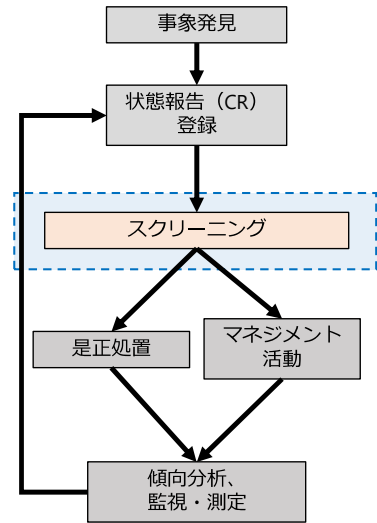 事象発見
状態報告（CR）
登録
スクリーニング
是正処置
マネジメント
活動
傾向分析、
監視・測定